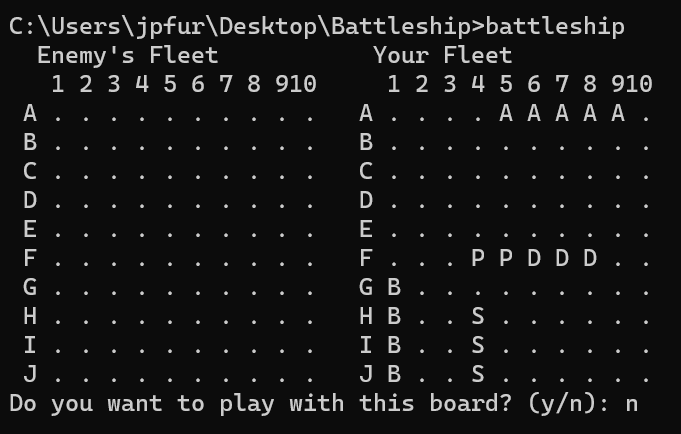 C:\Users\jpfur\Desktop\Battleship>battleship
  Enemy's Fleet           Your Fleet
   1 2 3 4 5 6 7 8 910     1 2 3 4 5 6 7 8 910
 A . . . . . . . . . .   A . . . . A A A A A .
 B . . . . . . . . . .   B . . . . . . . . . .
 C . . . . . . . . . .   C . . . . . . . . . .
 D . . . . . . . . . .   D . . . . . . . . . .
 E . . . . . . . . . .   E . . . . . . . . . .
 F . . . . . . . . . .   F . . . P P D D D . .
 G . . . . . . . . . .   G B . . . . . . . . .
 H . . . . . . . . . .   H B . . S . . . . . .
 I . . . . . . . . . .   I B . . S . . . . . .
 J . . . . . . . . . .   J B . . S . . . . . .
Do you want to play with this board? (y/n): n